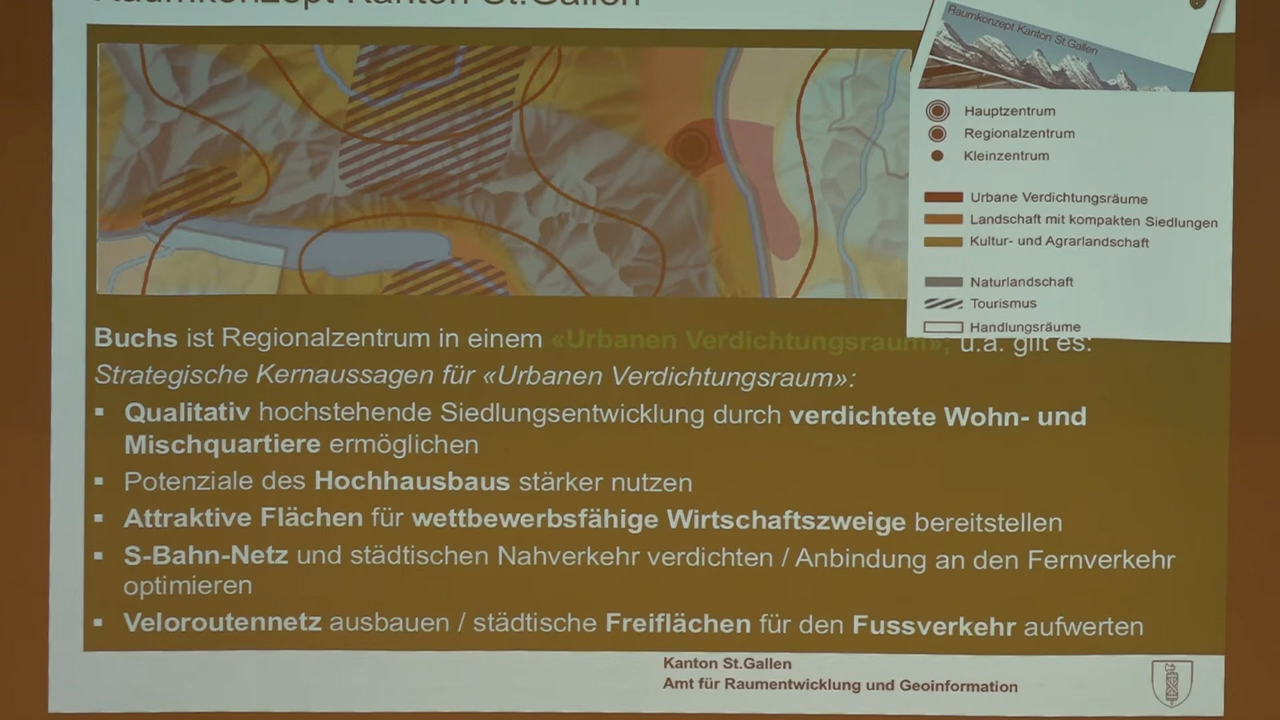 Raumkonzept Kanton St.Gallen
Raumkonzept Kanton St.Gallen
Hauptzentrum
Regionalzentrum
Kleinzentrum
Urbane Verdichtungsräume
Landschaft mit kompakten Siedlungen
Kultur- und Agrarlandschaft
Naturlandschaft
Tourismus
Handlungsräume
Buchs ist Regionalzentrum in einem «Urbanen Verdichtungsraum»; u.a. gilt es:
Strategische Kernaussagen für «Urbanen Verdichtungsraum»:
▪ Qualitativ hochstehende Siedlungsentwicklung durch verdichtete Wohn- und
Mischquartiere ermöglichen
▪ Potenziale des Hochhausbaus stärker nutzen
▪ Attraktive Flächen für wettbewerbsfähige Wirtschaftszweige bereitstellen
▪ S-Bahn-Netz und städtischen Nahverkehr verdichten / Anbindung an den Fernverkehr
optimieren
▪ Veloroutennetz ausbauen / städtische Freiflächen für den Fussverkehr aufwerten
Kanton St.Gallen
Amt für Raumentwicklung und Geoinformation